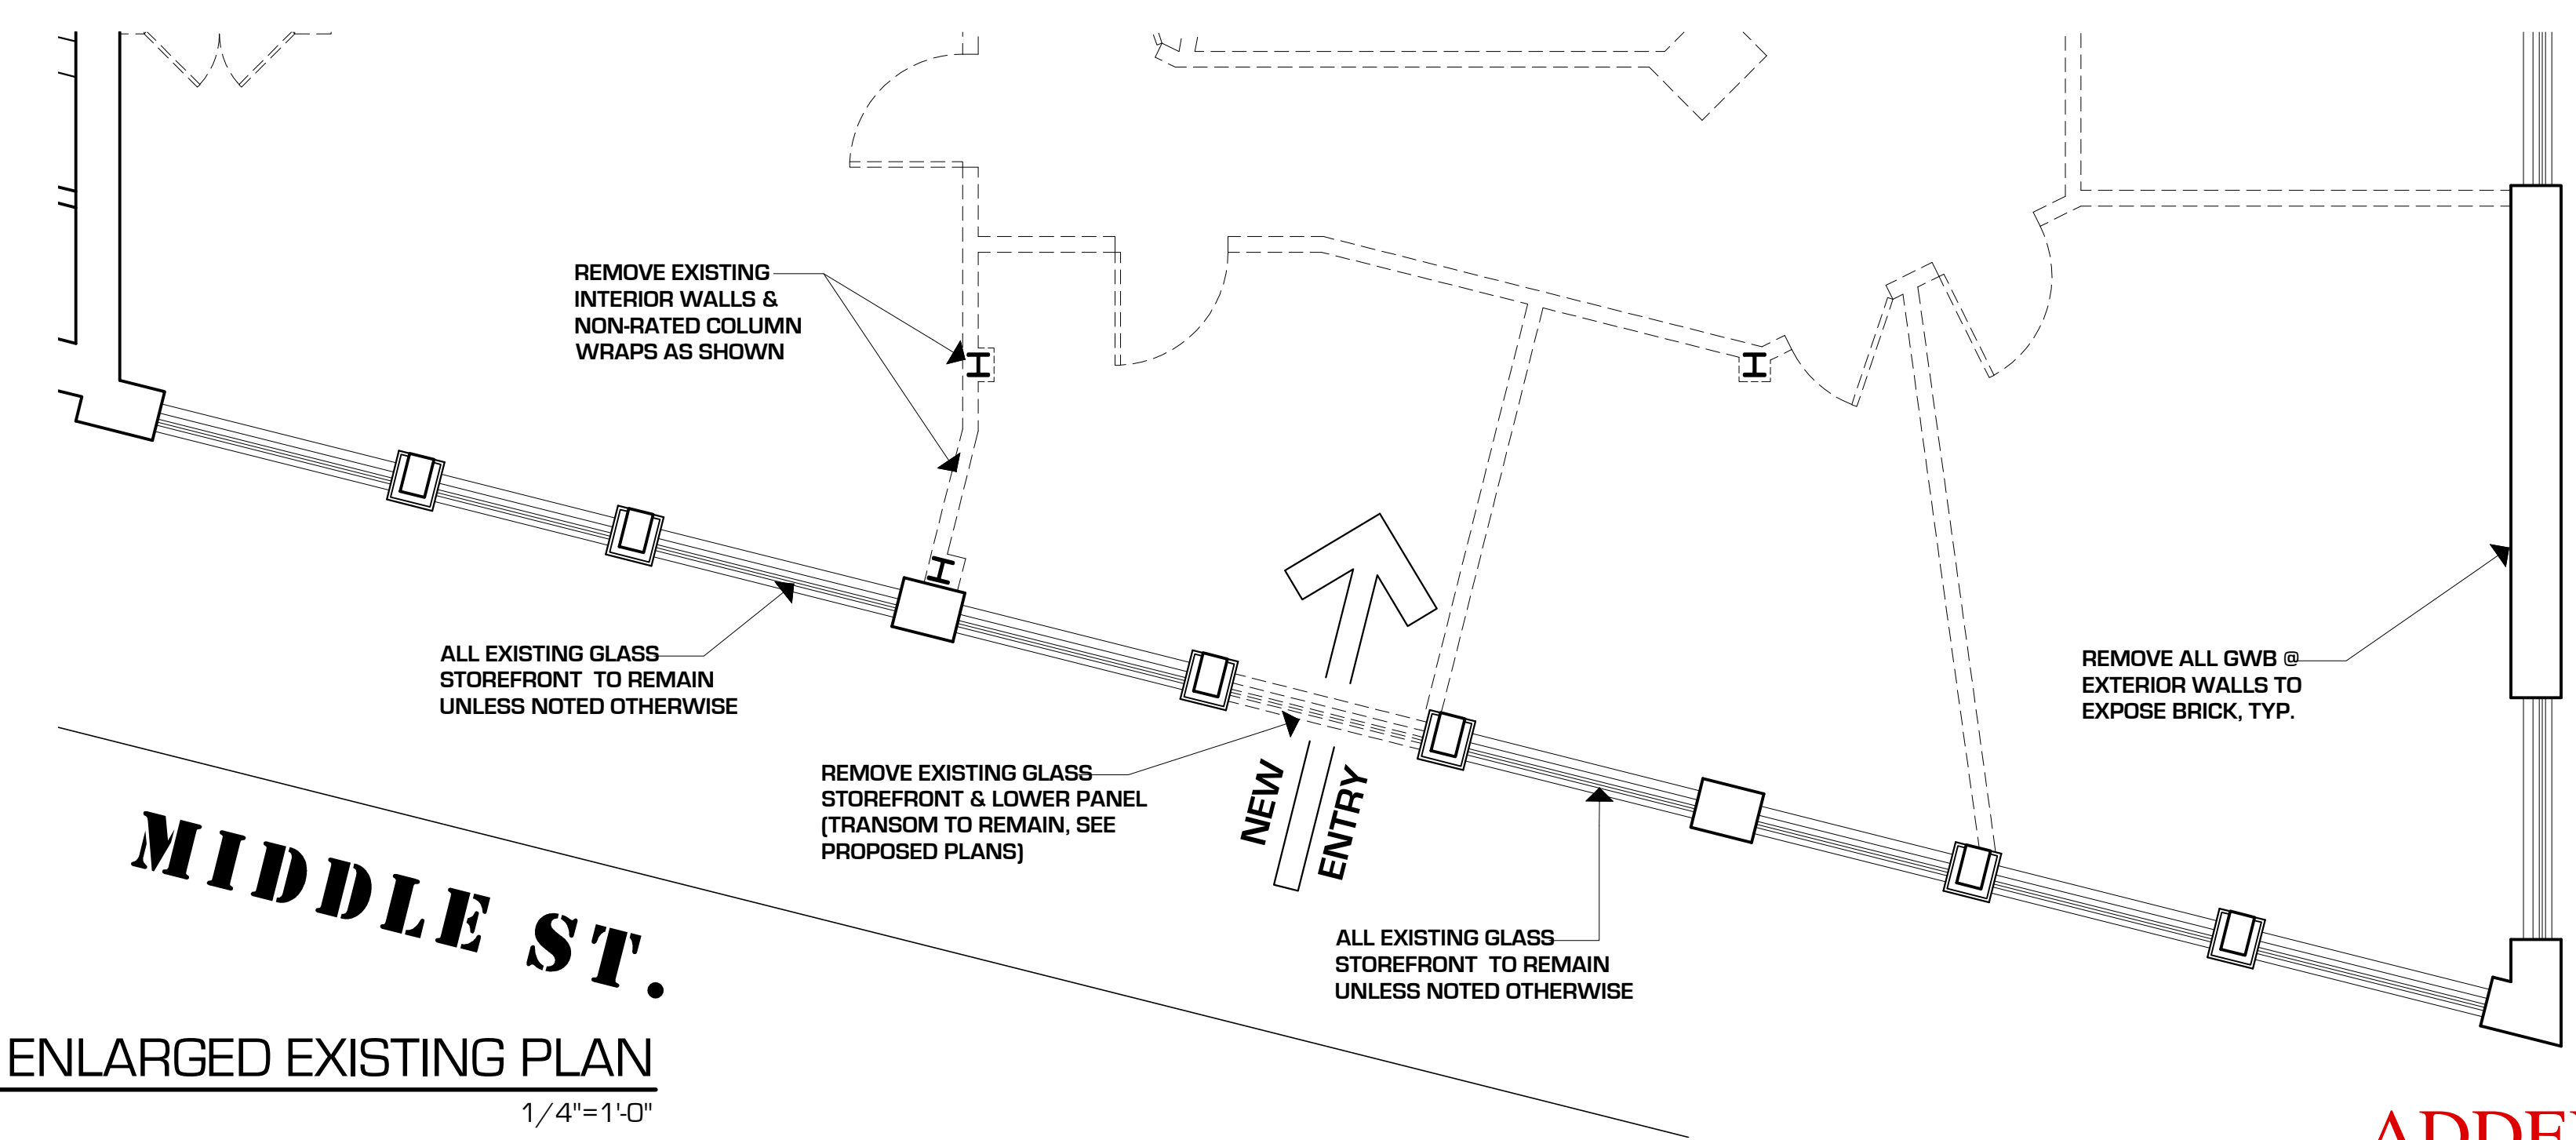 REMOVE EXISTING
INTERIOR WALLS &
NON-RATED COLUMN
WRAPS AS SHOWN
ALL EXISTING GLASS
STOREFRONT TO REMAIN
UNLESS NOTED OTHERWISE
REMOVE ALL GWB @
EXTERIOR WALLS TO
EXPOSE BRICK, TYP.
REMOVE EXISTING GLASS
STOREFRONT & LOWER PANEL
(TRANSOM TO REMAIN, SEE
PROPOSED PLANS)
NEW
ENTRY
ALL EXISTING GLASS
STOREFRONT TO REMAIN
UNLESS NOTED OTHERWISE
MIDDLE ST.
ENLARGED EXISTING PLAN
1/4"=1'-0"